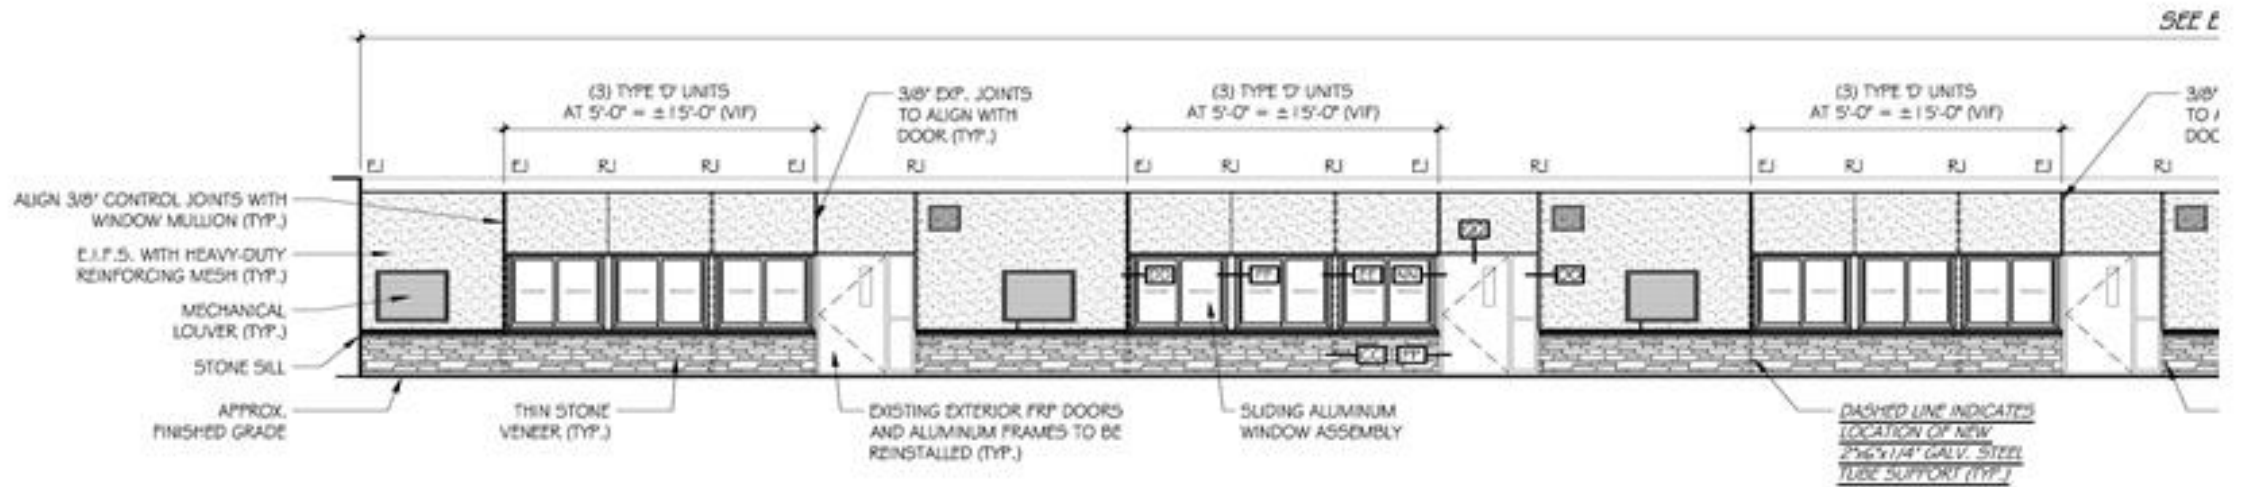 SEE E
(3) TYPE 'D' UNITS
AT 5'-0" = ±15'-0" (VIF)
3/8" EXP. JOINTS
TO ALIGN WITH
DOOR (TYP.)
(3) TYPE 'D' UNITS
AT 5'-0" = ±15'-0" (VIF)
(3) TYPE 'D' UNITS
AT 5'-0" = ±15'-0" (VIF)
3/8"
TO A
DOO
EJ EJ RJ RJ EJ RJ EJ RJ RJ EJ RJ EJ RJ RJ EJ RJ
ALIGN 3/8" CONTROL JOINTS WITH
WINDOW MULLION (TYP.)
E.I.F.S. WITH HEAVY-DUTY
REINFORCING MESH (TYP.)
MECHANICAL
LOUVER (TYP.)
STONE SILL
APPROX.
FINISHED GRADE
THIN STONE
VENEER (TYP.)
EXISTING EXTERIOR FRP DOORS
AND ALUMINUM FRAMES TO BE
REINSTALLED (TYP.)
SLIDING ALUMINUM
WINDOW ASSEMBLY
DASHED LINE INDICATES
LOCATION OF NEW
2"x6"x1/4" GALV. STEEL
TUBE SUPPORT (TYP.)